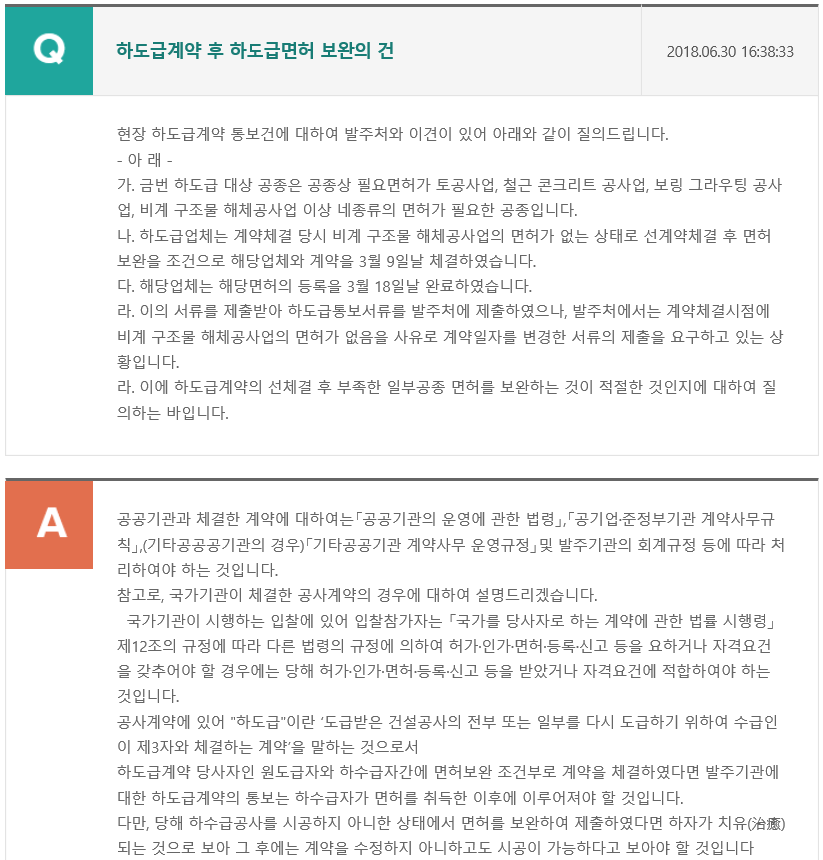 Q
하도급계약 후 하도급면허 보완의 건
2018.06.30 16:38:33
현장 하도급계약 통보건에 대하여 발주처와 이견이 있어 아래와 같이 질의드립니다.
- 아 래 -
가. 금번 하도급 대상 공종은 공종상 필요면허가 토공사업, 철근 콘크리트 공사업, 보링 그라우팅 공사
업, 비계 구조물 해체공사업 이상 네종류의 면허가 필요한 공종입니다.
나. 하도급업체는 계약체결 당시 비계 구조물 해체공사업의 면허가 없는 상태로 선계약체결 후 면허
보완을 조건으로 해당업체와 계약을 3월 9일날 체결하였습니다.
다. 해당업체는 해당면허의 등록을 3월 18일날 완료하였습니다.
라. 이의 서류를 제출받아 하도급통보서류를 발주처에 제출하였으나, 발주처에서는 계약체결시점에
비계 구조물 해체공사업의 면허가 없음을 사유로 계약일자를 변경한 서류의 제출을 요구하고 있는 상
황입니다.
라. 이에 하도급계약의 선체결 후 부족한 일부공종 면허를 보완하는 것이 적절한 것인지에 대하여 질
의하는 바입니다.
A
공공기관과 체결한 계약에 대하여는「공공기관의 운영에 관한 법령」,「공기업·준정부기관 계약사무규
칙」,(기타공공공기관의 경우)「기타공공기관 계약사무 운영규정」및 발주기관의 회계규정 등에 따라 처
리하여야 하는 것입니다.
참고로, 국가기관이 체결한 공사계약의 경우에 대하여 설명드리겠습니다.
국가기관이 시행하는 입찰에 있어 입찰참가자는 「국가를 당사자로 하는 계약에 관한 법률 시행령」
제12조의 규정에 따라 다른 법령의 규정에 의하여 허가·인가·면허·등록·신고 등을 요하거나 자격요건
을 갖추어야 할 경우에는 당해 허가·인가·면허·등록·신고 등을 받았거나 자격요건에 적합하여야 하는
것입니다.
공사계약에 있어 "하도급"이란 ‘도급받은 건설공사의 전부 또는 일부를 다시 도급하기 위하여 수급인
이 제3자와 체결하는 계약’을 말하는 것으로서
하도급계약 당사자인 원도급자와 하수급자간에 면허보완 조건부로 계약을 체결하였다면 발주기관에
대한 하도급계약의 통보는 하수급자가 면허를 취득한 이후에 이루어져야 할 것입니다.
다만, 당해 하수급공사를 시공하지 아니한 상태에서 면허를 보완하여 제출하였다면 하자가 치유(治癒)
되는 것으로 보아 그 후에는 계약을 수정하지 아니하고도 시공이 가능하다고 보아야 할 것입니다